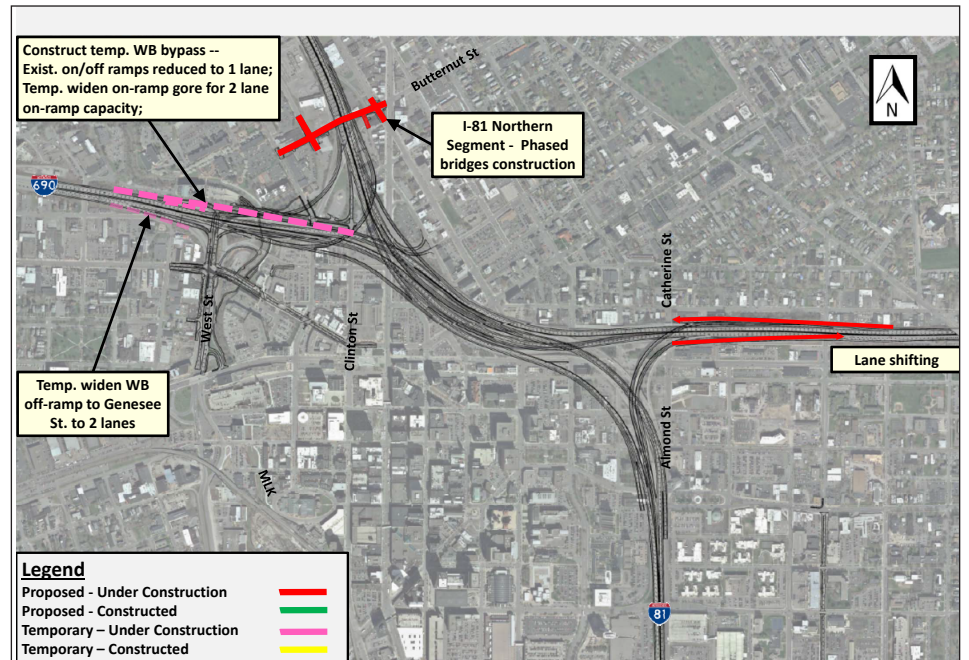 Construct temp. WB bypass --
Exist. on/off ramps reduced to 1 lane;
Temp. widen on-ramp gore for 2 lane
on-ramp capacity;
Butternut St
N
I-81 Northern
Segment - Phased
bridges construction
690
Catherine St
West St
Clinton St
Lane shifting
Temp. widen WB
off-ramp to Genesee
St. to 2 lanes
Almond St
MLK
Legend
Proposed - Under Construction
Proposed - Constructed
Temporary – Under Construction
Temporary – Constructed
81